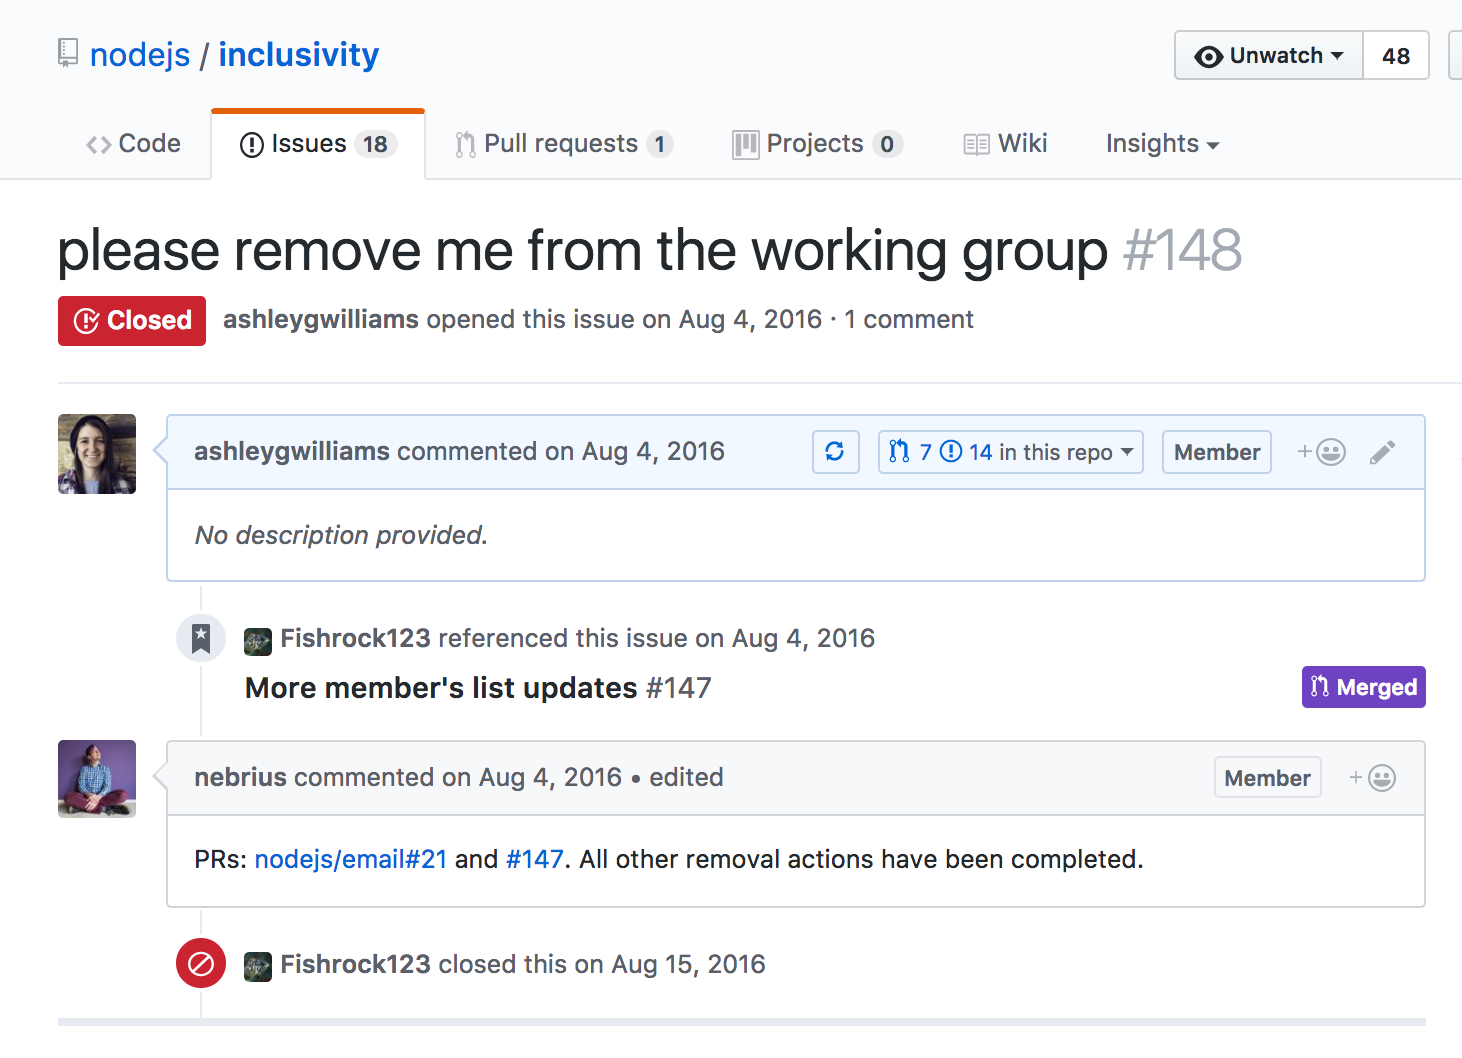 nodejs / inclusivity
Unwatch 48
Code Issues 18 Pull requests 1 Projects 0 Wiki Insights
please remove me from the working group #148
Closed ashleygwilliams opened this issue on Aug 4, 2016 · 1 comment
ashleygwilliams commented on Aug 4, 2016 7 14 in this repo Member +
No description provided.
Fishrock123 referenced this issue on Aug 4, 2016
More member's list updates #147 Merged
nebrius commented on Aug 4, 2016 • edited Member +
PRs: nodejs/email#21 and #147. All other removal actions have been completed.
Fishrock123 closed this on Aug 15, 2016